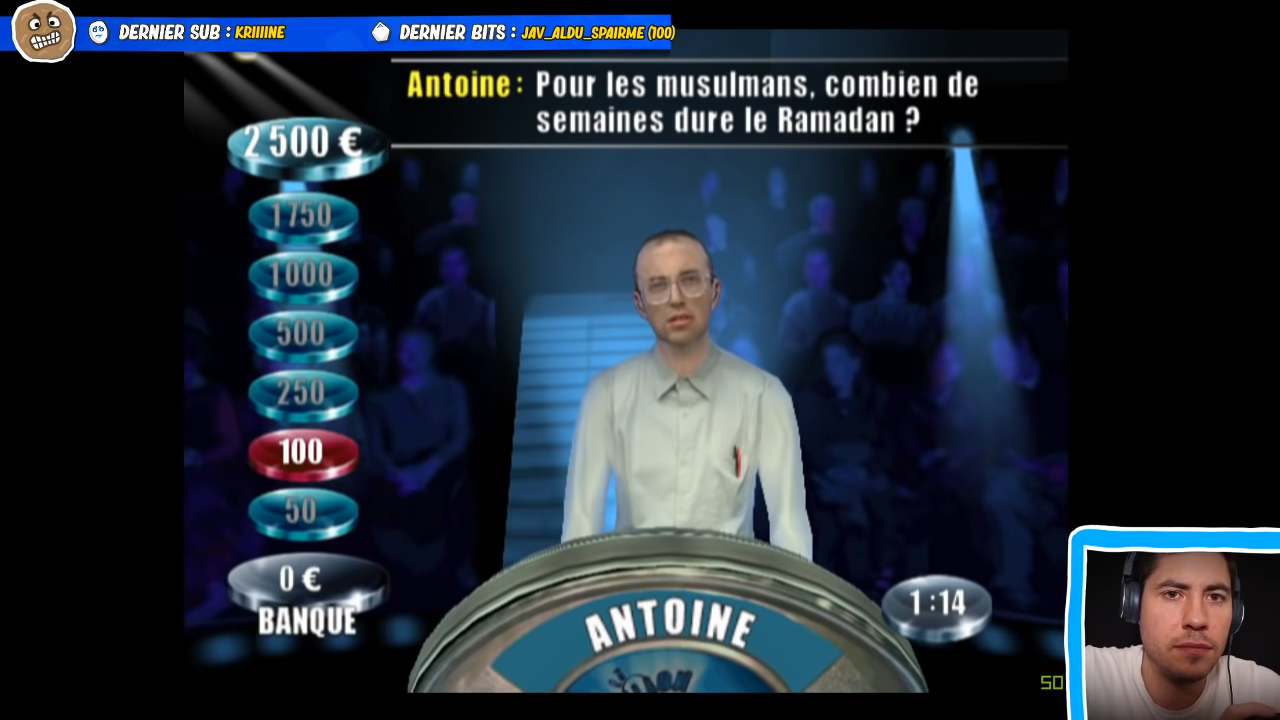 DERNIER SUB : KRIIIINE
DERNIER BITS : JAV_ALDU_SPAIRME (100)
Antoine : Pour les musulmans, combien de
semaines dure le Ramadan ?
2 500 €
1750
1000
500
250
100
50
0 €
BANQUE
1:14
ANTOINE
50